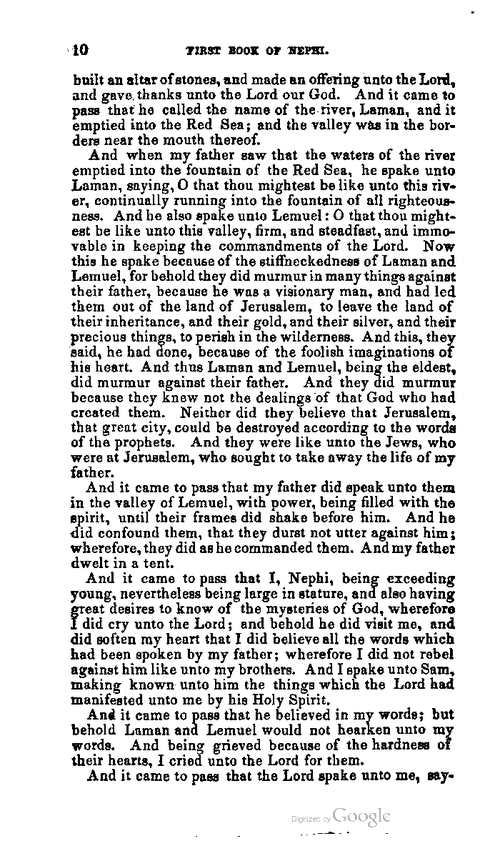 10 FIRST BOOK OF NEPHI.
built an altar of stones, and made an offering unto the Lord,
and gave thanks unto the Lord our God. And it came to
pass that he called the name of the river, Laman, and it
emptied into the Red Sea; and the valley was in the bor-
ders near the mouth thereof.
And when my father saw that the waters of the river
emptied into the fountain of the Red Sea, he spake unto
Laman, saying, O that thou mightest be like unto this riv-
er, continually running into the fountain of all righteous-
ness. And he also spake unto Lemuel: O that thou might-
est be like unto this valley, firm, and steadfast, and immo-
vable in keeping the commandments of the Lord. Now
this he spake because of the stiffneckedness of Laman and
Lemuel, for behold they did murmur in many things against
their father, because he was a visionary man, and had led
them out of the land of Jerusalem, to leave the land of
their inheritance, and their gold, and their silver, and their
precious things, to perish in the wilderness. And this, they
said, he had done, because of the foolish imaginations of
his heart. And thus Laman and Lemuel, being the eldest,
did murmur against their father. And they did murmur
because they knew not the dealings of that God who had
created them. Neither did they believe that Jerusalem,
that great city, could be destroyed according to the words
of the prophets. And they were like unto the Jews, who
were at Jerusalem, who sought to take away the life of my
father.
And it came to pass that my father did speak unto them
in the valley of Lemuel, with power, being filled with the
spirit, until their frames did shake before him. And he
did confound them, that they durst not utter against him;
wherefore, they did as he commanded them. And my father
dwelt in a tent.
And it came to pass that I, Nephi, being exceeding
young, nevertheless being large in stature, and also having
great desires to know of the mysteries of God, wherefore
I did cry unto the Lord; and behold he did visit me, and
did soften my heart that I did believe all the words which
had been spoken by my father; wherefore I did not rebel
against him like unto my brothers. And I spake unto Sam,
making known unto him the things which the Lord had
manifested unto me by his Holy Spirit.
And it came to pass that he believed in my words; but
behold Laman and Lemuel would not hearken unto my
words. And being grieved because of the hardness of
their hearts, I cried unto the Lord for them.
And it came to pass that the Lord spake unto me, say-
Digitized by Google